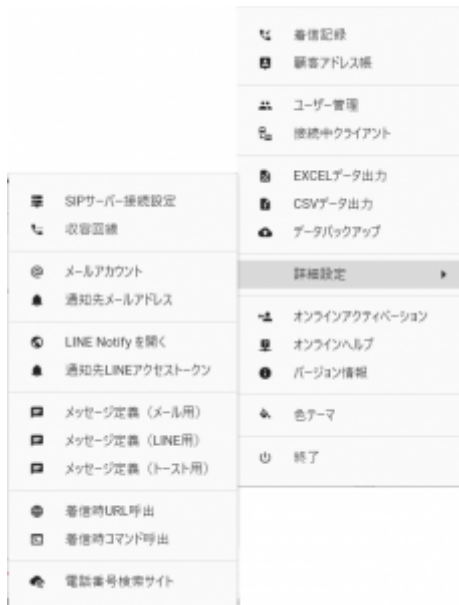 着信記録
顧客アドレス帳
ユーザー管理
接続中クライアント
EXCELデータ出力
CSVデータ出力
データバックアップ
詳細設定
オンラインアクティベーション
オンラインヘルプ
バージョン情報
色テーマ
終了
SIPサーバー接続設定
収容回線
メールアカウント
通知先メールアドレス
LINE Notify を開く
通知先LINEアクセストークン
メッセージ定義（メール用）
メッセージ定義（LINE用）
メッセージ定義（トースト用）
着信時URL呼出
着信時コマンド呼出
電話番号検索サイト